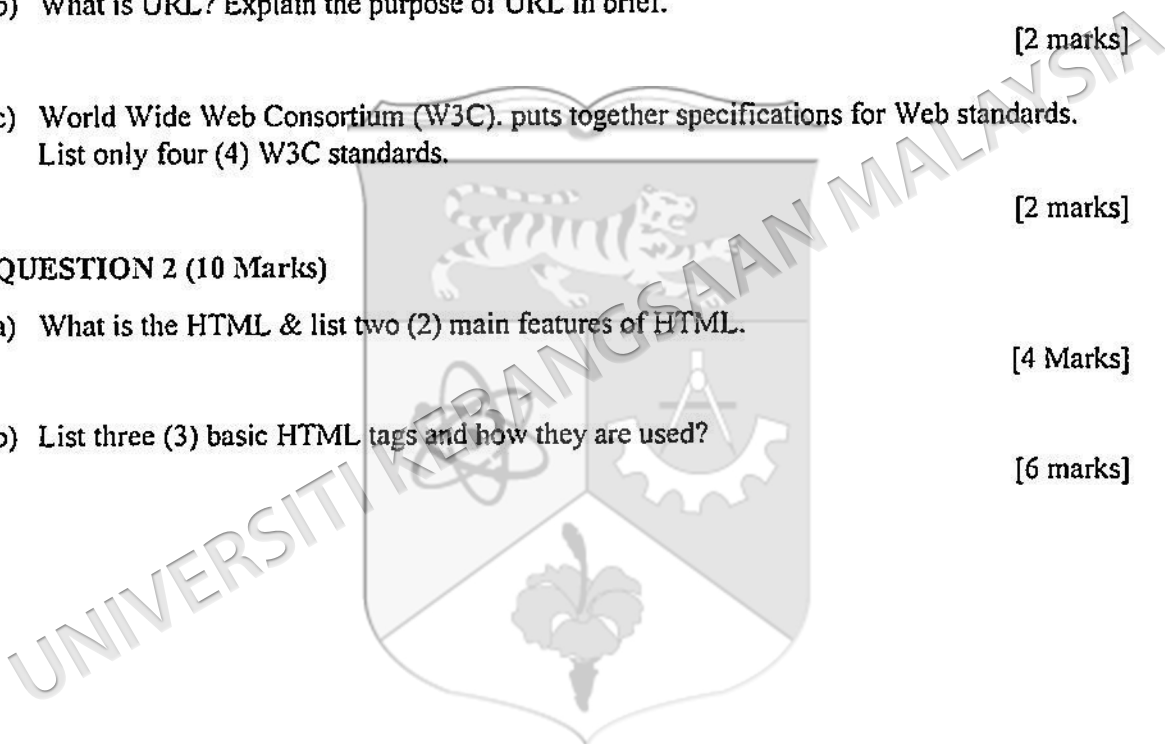 b) What is URL? Explain the purpose of URL in brief.
[2 marks]
c) World Wide Web Consortium (W3C). puts together specifications for Web standards.
List only four (4) W3C standards.
[2 marks]
QUESTION 2 (10 Marks)
a) What is the HTML & list two (2) main features of HTML.
[4 Marks]
b) List three (3) basic HTML tags and how they are used?
[6 marks]
UNIVERSITI KEBANGSAAN MALAYSIA